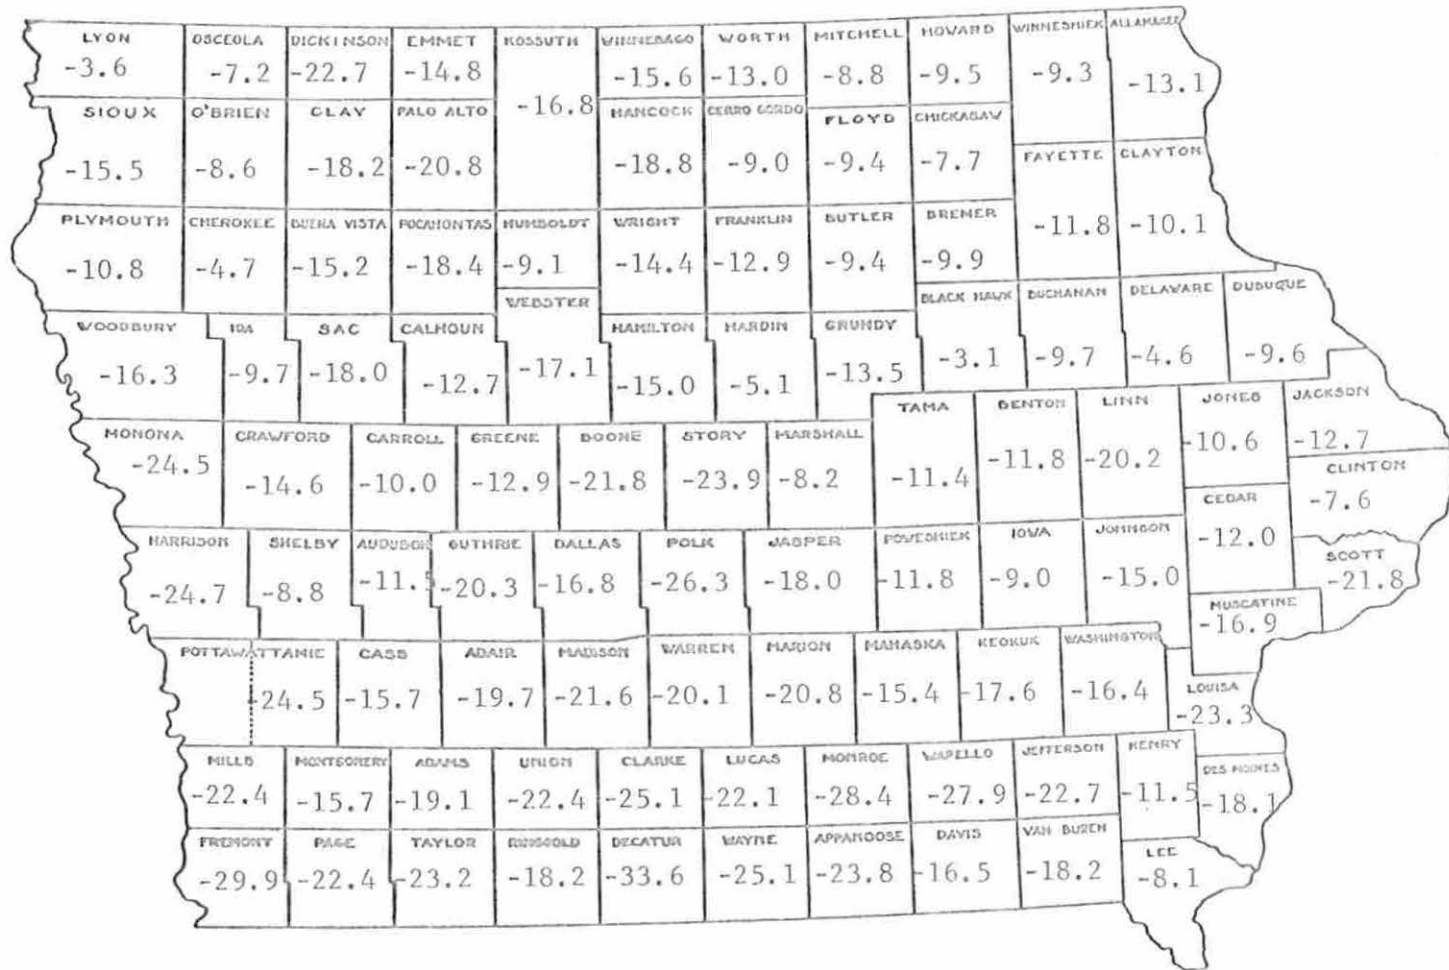 LYON OSCEOLA DICKINSON EMMET KOSSUTH WINNEBAGO WORTH MITCHELL HOWARD WINNESHIEK ALLAMAKEE
-3.6 -7.2 -22.7 -14.8 -16.8 -15.6 -13.0 -8.8 -9.5 -9.3 -13.1
SIOUX O'BRIEN CLAY PALO ALTO HANCOCK CERRO GORDO FLOYD CHICKASAW
-15.5 -8.6 -18.2 -20.8 -18.8 -9.0 -9.4 -7.7
FAYETTE CLAYTON
-11.8 -10.1
PLYMOUTH CHEROKEE BUENA VISTA POCAHONTAS HUMBOLDT WRIGHT FRANKLIN BUTLER BREMER
-10.8 -4.7 -15.2 -18.4 -9.1 -14.4 -12.9 -9.4 -9.9
WOODBURY IDA SAC CALHOUN WEBSTER HAMILTON HARDIN GRUNDY BLACK HAWK BUCHANAN DELAWARE DUBUQUE
-16.3 -9.7 -18.0 -12.7 -17.1 -15.0 -5.1 -13.5 -3.1 -9.7 -4.6 -9.6
MONONA CRAWFORD CARROLL GREENE BOONE STORY MARSHALL TAMA BENTON LINN JONES JACKSON
-24.5 -14.6 -10.0 -12.9 -21.8 -23.9 -8.2 -11.4 -11.8 -20.2 -10.6 -12.7
CLINTON
-7.6
CEDAR
-12.0
HARRISON SHELBY AUDUBON GUTHRIE DALLAS POLK JASPER POWESHIEK IOWA JOHNSON SCOTT
-24.7 -8.8 -11.5 -20.3 -16.8 -26.3 -18.0 -11.8 -9.0 -15.0 -21.8
MUSCATINE
-16.9
POTTAWATTAMIE CASS ADAIR MADISON WARREN MARION MAHASKA KEOKUK WASHINGTON LOUISA
-24.5 -15.7 -19.7 -21.6 -20.1 -20.8 -15.4 -17.6 -16.4 -23.3
MILLS MONTGOMERY ADAMS UNION CLARKE LUCAS MONROE WAPELLO JEFFERSON HENRY DES MOINES
-22.4 -15.7 -19.1 -22.4 -25.1 -22.1 -28.4 -27.9 -22.7 -11.5 -18.1
FREMONT PAGE TAYLOR RINGGOLD DECATUR WAYNE APPANOOSE DAVIS VAN BUREN LEE
-29.9 -22.4 -23.2 -18.2 -33.6 -25.1 -23.8 -16.5 -18.2 -8.1